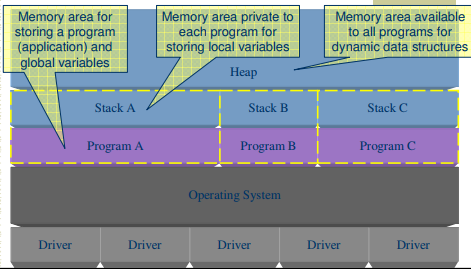 Memory area for
storing a program
(application) and
global variables
Memory area private to
each program for
storing local variables
Memory area available
to all programs for
dynamic data structures
Heap
Stack A
Stack B
Stack C
Program A
Program B
Program C
Operating System
Driver
Driver
Driver
Driver
Driver